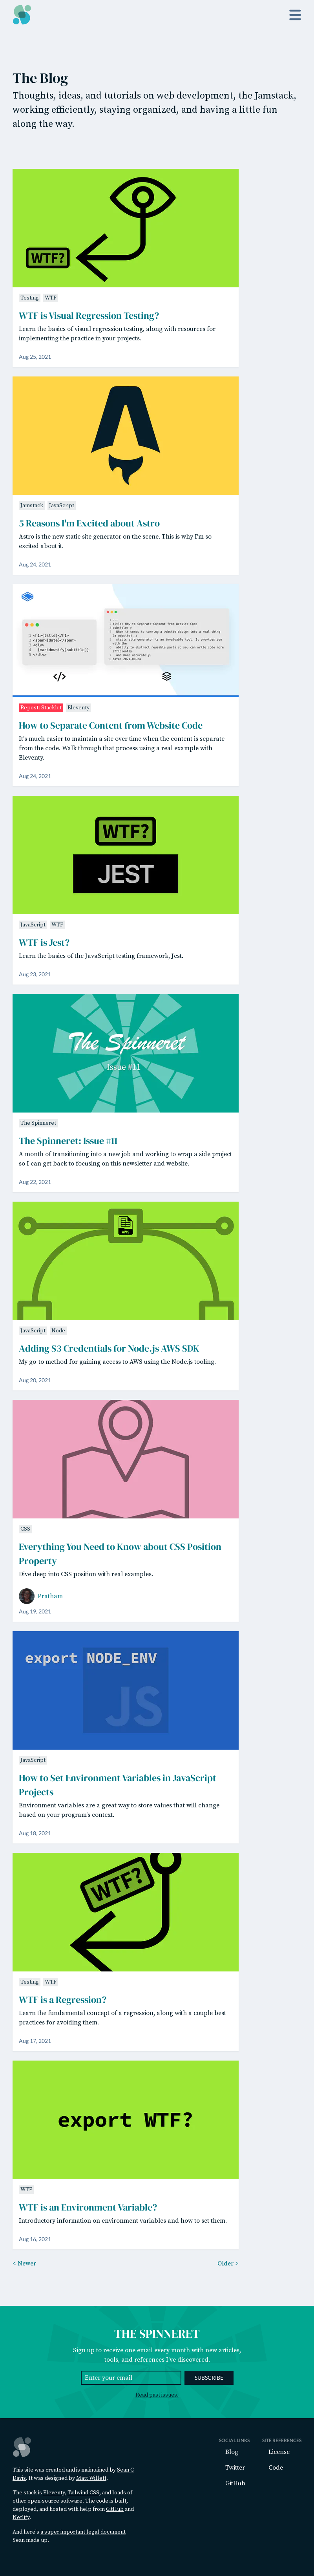 The Blog
Thoughts, ideas, and tutorials on web development, the Jamstack,
working efficiently, staying organized, and having a little fun
along the way.
WTF?
Testing WTF
WTF is Visual Regression Testing?
Learn the basics of visual regression testing, along with resources for
implementing the practice in your projects.
Aug 25, 2021
Jamstack JavaScript
5 Reasons I'm Excited about Astro
Astro is the new static site generator on the scene. This is why I'm so
excited about it.
Aug 24, 2021
Repost: Stackbit Eleventy
How to Separate Content from Website Code
It's much easier to maintain a site over time when the content is separate
from the code. Walk through that process using a real example with
Eleventy.
Aug 24, 2021
WTF?
JEST
JavaScript WTF
WTF is Jest?
Learn the basics of the JavaScript testing framework, Jest.
Aug 23, 2021
The Spinneret
Issue #11
The Spinneret
The Spinneret: Issue #11
A month of transitioning into a new job and working to wrap a side project
so I can get back to focusing on this newsletter and website.
Aug 22, 2021
JavaScript Node
Adding S3 Credentials for Node.js AWS SDK
My go-to method for gaining access to AWS using the Node.js tooling.
Aug 20, 2021
CSS
Everything You Need to Know about CSS Position
Property
Dive deep into CSS position with real examples.
Pratham
Aug 19, 2021
export NODE_ENV
JS
JavaScript
How to Set Environment Variables in JavaScript
Projects
Environment variables are a great way to store values that will change
based on your program's context.
Aug 18, 2021
WTF?
Testing WTF
WTF is a Regression?
Learn the fundamental concept of a regression, along with a couple best
practices for avoiding them.
Aug 17, 2021
export WTF?
WTF
WTF is an Environment Variable?
Introductory information on environment variables and how to set them.
Aug 16, 2021
< Newer
Older >
THE SPINNERET
Sign up to receive one email every month with new articles,
tools, and references I've discovered.
Enter your email
SUBSCRIBE
Read past issues.
This site was created and is maintained by Sean C
Davis. It was designed by Matt Willett.
The stack is Eleventy, Tailwind CSS, and loads of
other open-source software. The code is built,
deployed, and hosted with help from GitHub and
Netlify.
And here's a super important legal document
Sean made up.
SOCIAL LINKS
Blog
Twitter
GitHub
SITE REFERENCES
License
Code